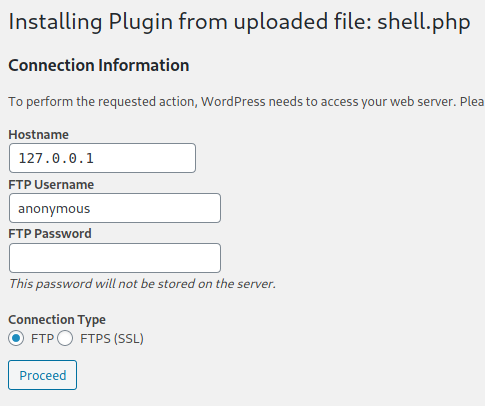 Installing Plugin from uploaded file: shell.php
Connection Information
To perform the requested action, WordPress needs to access your web server. Plea
Hostname
127.0.0.1
FTP Username
anonymous
FTP Password
This password will not be stored on the server.
Connection Type
FTP FTPS (SSL)
Proceed